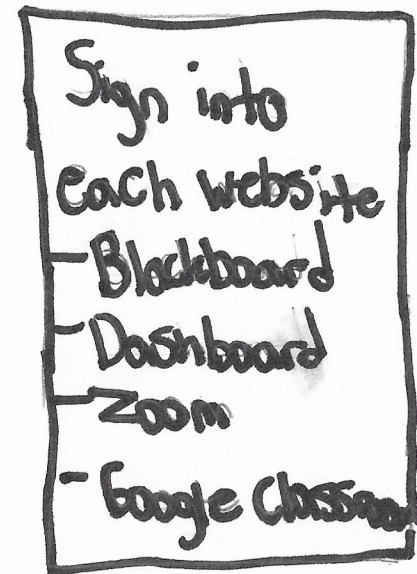 Sign into
each website
- Blackboard
- Dashboard
- Zoom
- Google Classroom